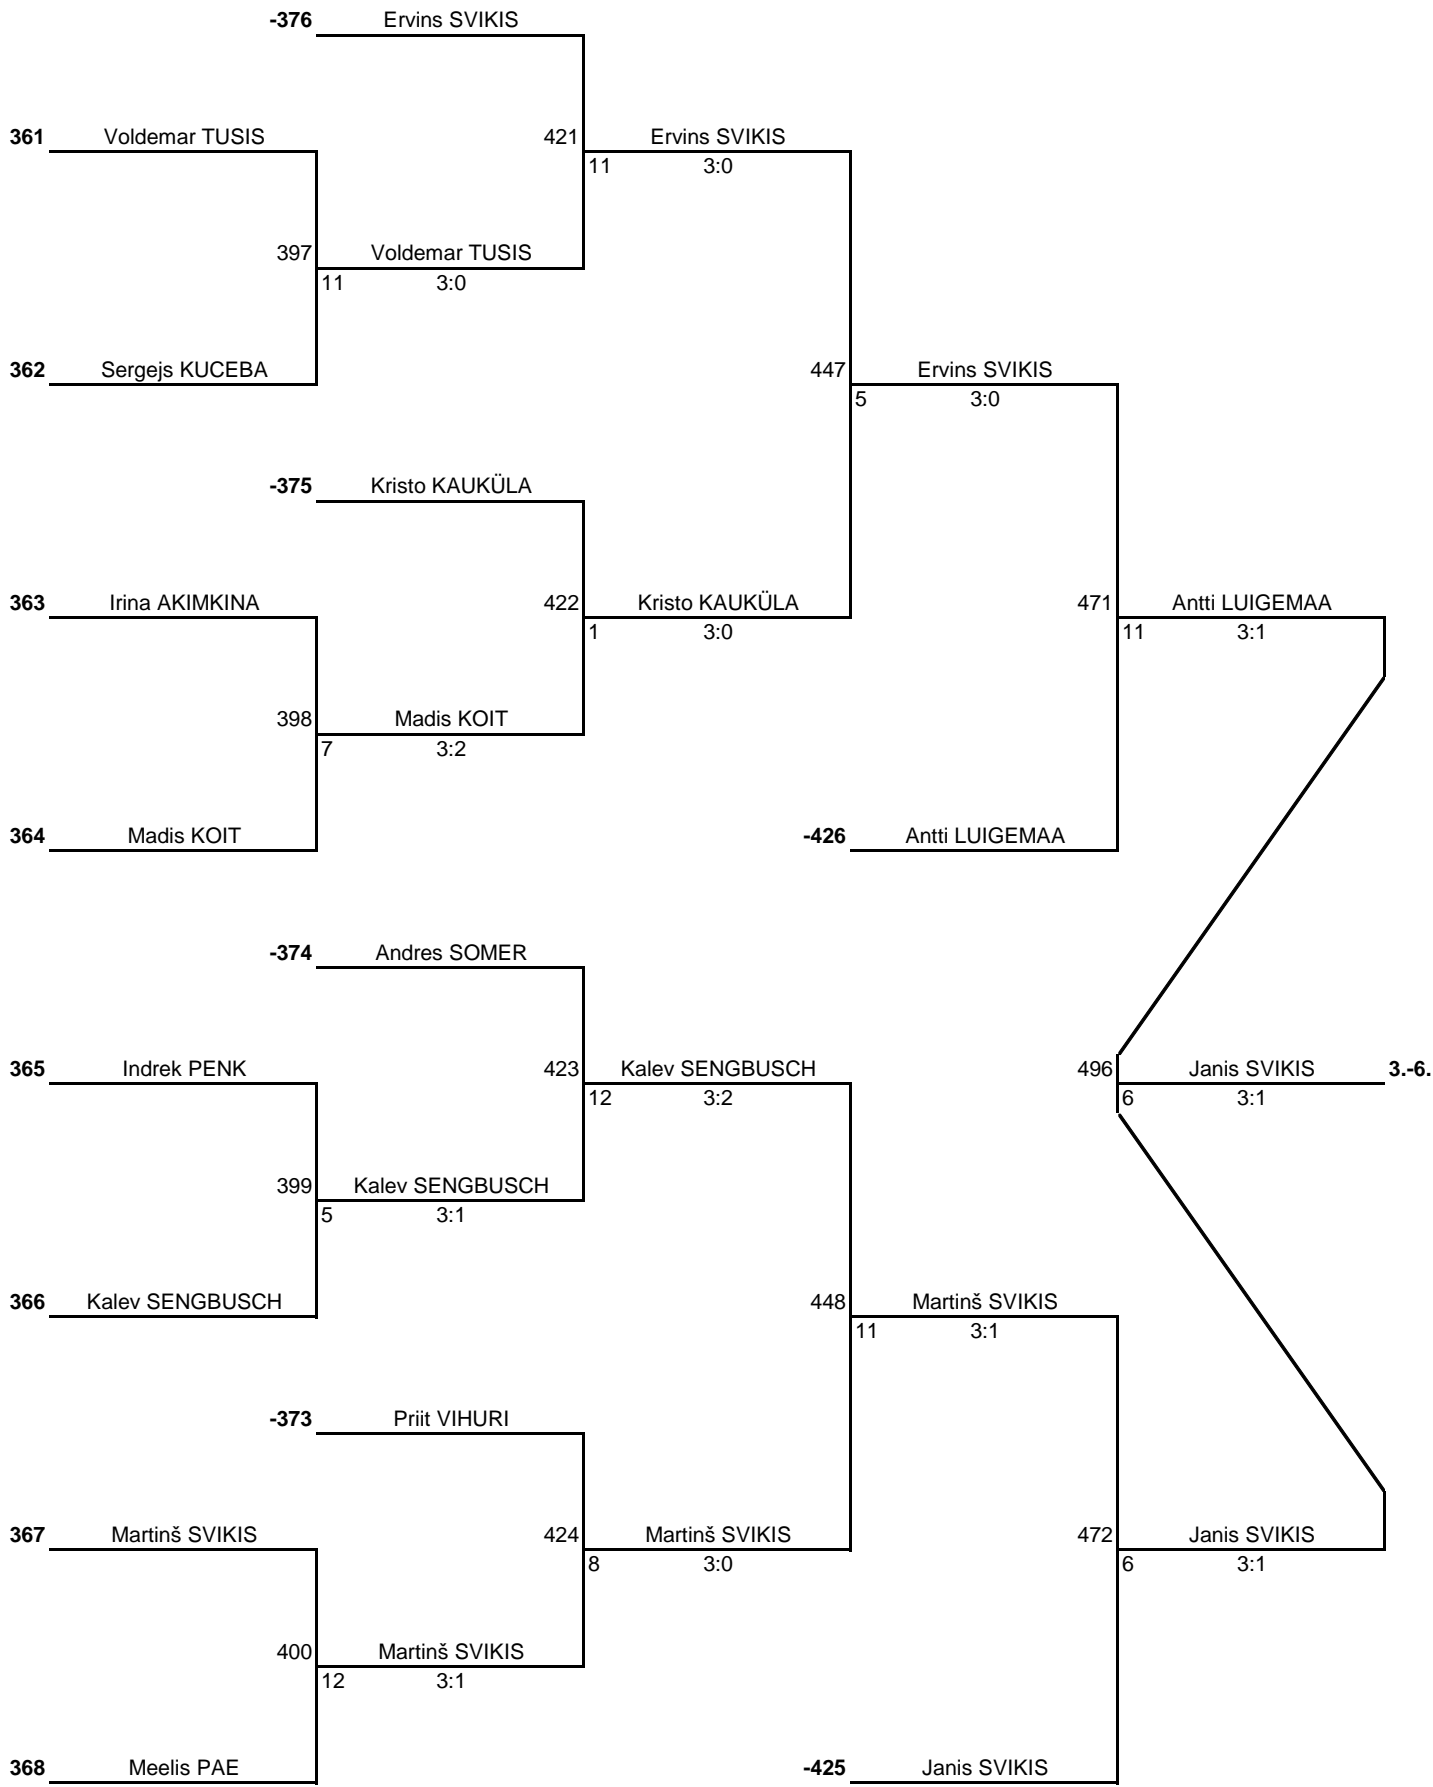 -376 Ervins SVIKIS
361 Voldemar TUSIS 421 Ervins SVIKIS
11 3:0
397 Voldemar TUSIS
11 3:0
362 Sergejs KUCEBA 447 Ervins SVIKIS
5 3:0
-375 Kristo KAUKÜLA
363 Irina AKIMKINA 422 Kristo KAUKÜLA 471 Antti LUIGEMAA
1 3:0 11 3:1
398 Madis KOIT
7 3:2
364 Madis KOIT -426 Antti LUIGEMAA
-374 Andres SOMER
365 Indrek PENK 423 Kalev SENGBUSCH 496 Janis SVIKIS 3.-6.
12 3:2 6 3:1
399 Kalev SENGBUSCH
5 3:1
366 Kalev SENGBUSCH 448 Martinš SVIKIS
11 3:1
-373 Priit VIHURI
367 Martinš SVIKIS 424 Martinš SVIKIS 472 Janis SVIKIS
8 3:0 6 3:1
400 Martinš SVIKIS
12 3:1
368 Meelis PAE -425 Janis SVIKIS